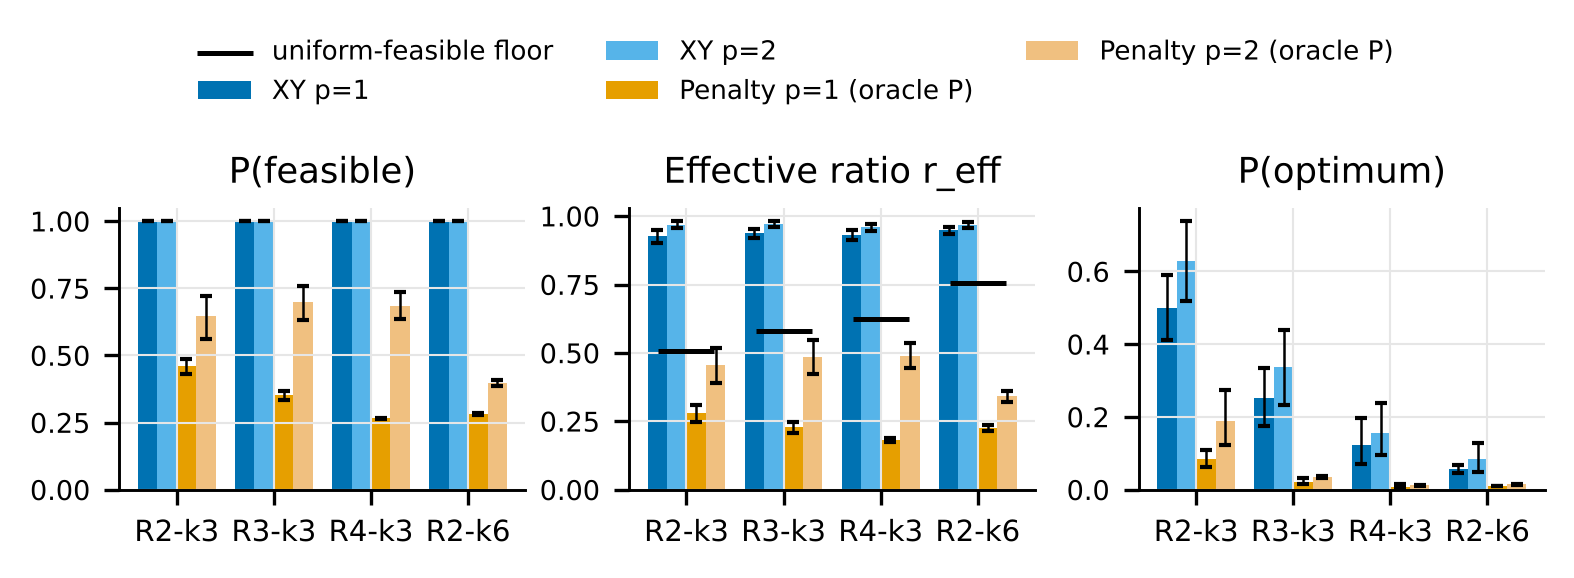 uniform-feasible floor
XY p=1
XY p=2
Penalty p=1 (oracle P)
Penalty p=2 (oracle P)
P(feasible)
1.00
0.75
0.50
0.25
0.00
R2-k3 R3-k3 R4-k3 R2-k6
Effective ratio r_eff
1.00
0.75
0.50
0.25
0.00
R2-k3 R3-k3 R4-k3 R2-k6
P(optimum)
0.6
0.4
0.2
0.0
R2-k3 R3-k3 R4-k3 R2-k6